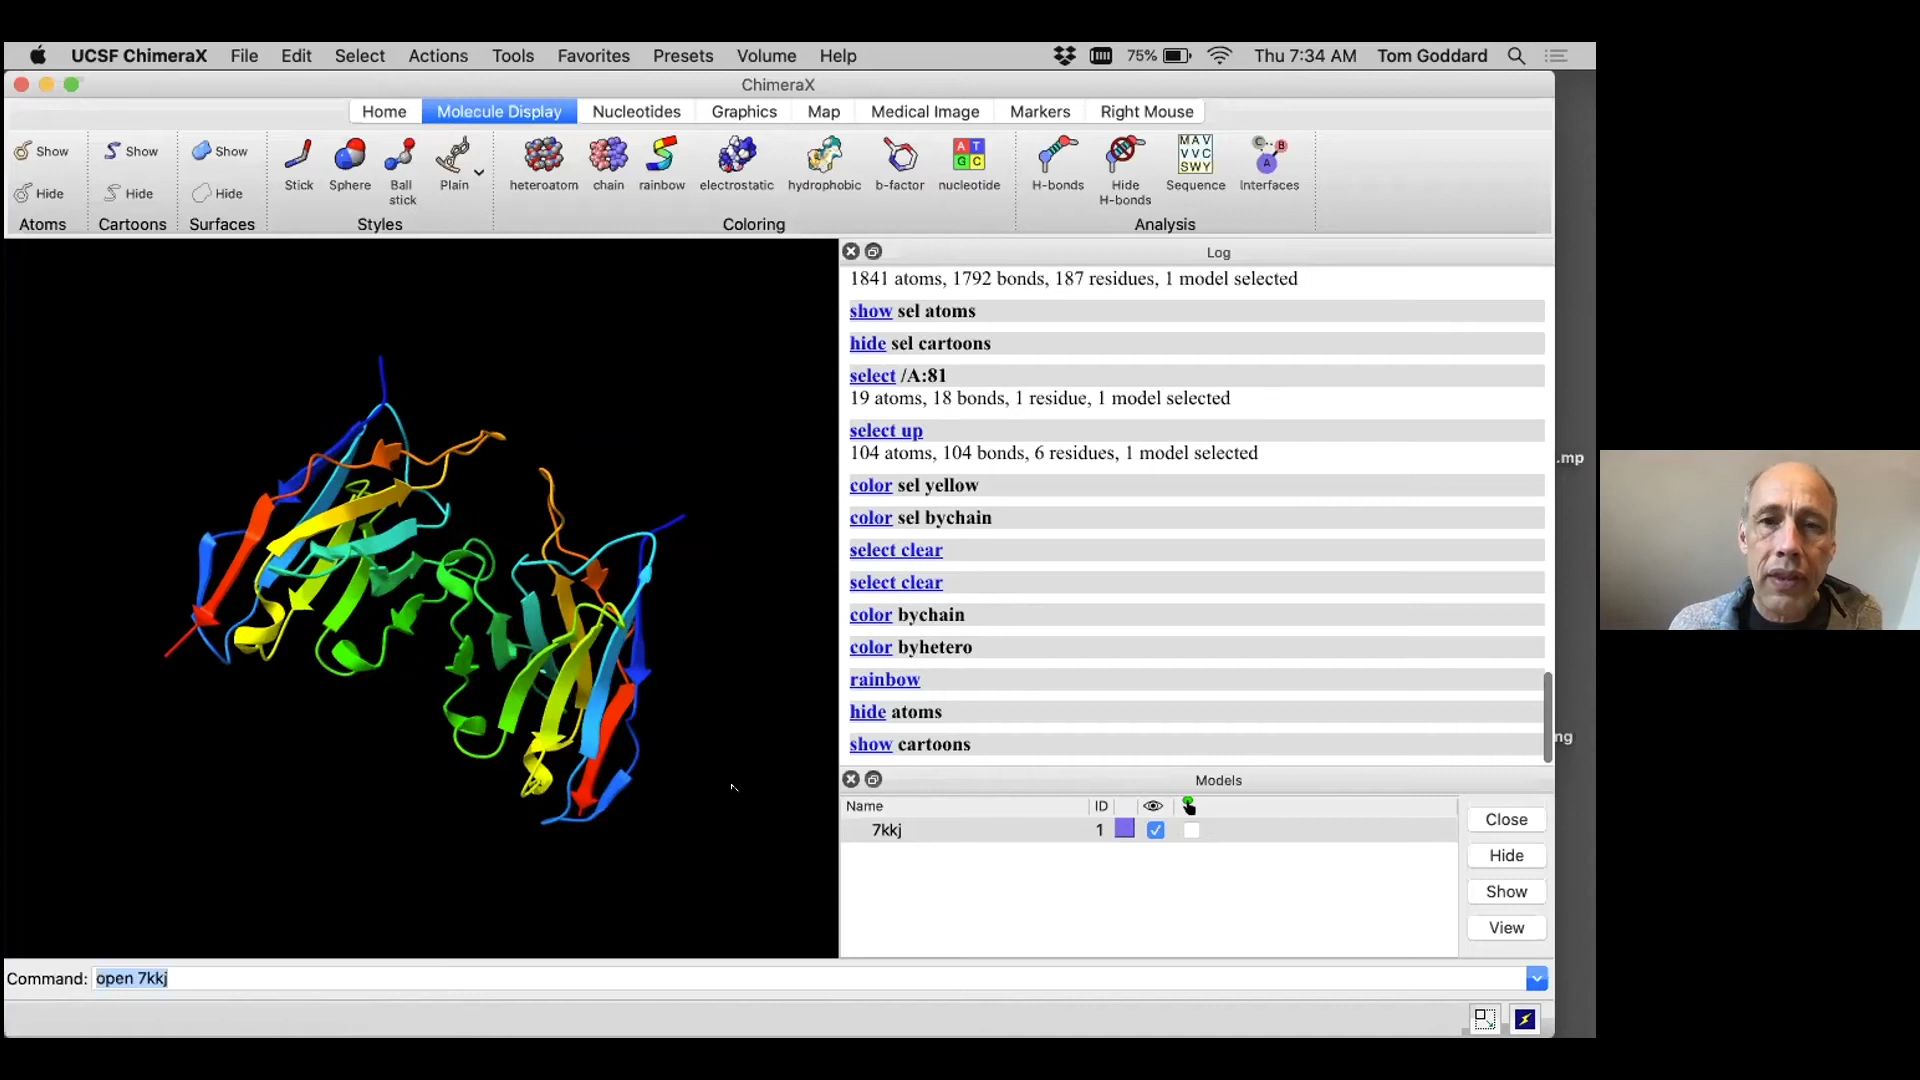 UCSF ChimeraX File Edit Select Actions Tools Favorites Presets Volume Help 75% Thu 7:34 AM Tom Goddard
ChimeraX
Home Molecule Display Nucleotides Graphics Map Medical Image Markers Right Mouse
Show Show Show
Hide Hide Hide
Atoms Cartoons Surfaces
Stick Sphere Ball stick Plain
Styles
heteroatom chain rainbow electrostatic hydrophobic b-factor nucleotide
A T
G C
Coloring
MAV
VVC
SWY
C B
A
H-bonds Hide H-bonds Sequence Interfaces
Analysis
Log
1841 atoms, 1792 bonds, 187 residues, 1 model selected
show sel atoms
hide sel cartoons
select /A:81
19 atoms, 18 bonds, 1 residue, 1 model selected
select up
104 atoms, 104 bonds, 6 residues, 1 model selected
color sel yellow
color sel bychain
select clear
select clear
color bychain
color byhetero
rainbow
hide atoms
show cartoons
Models
Name ID
7kkj 1
Close
Hide
Show
View
Command: open 7kkj
.mp
ng